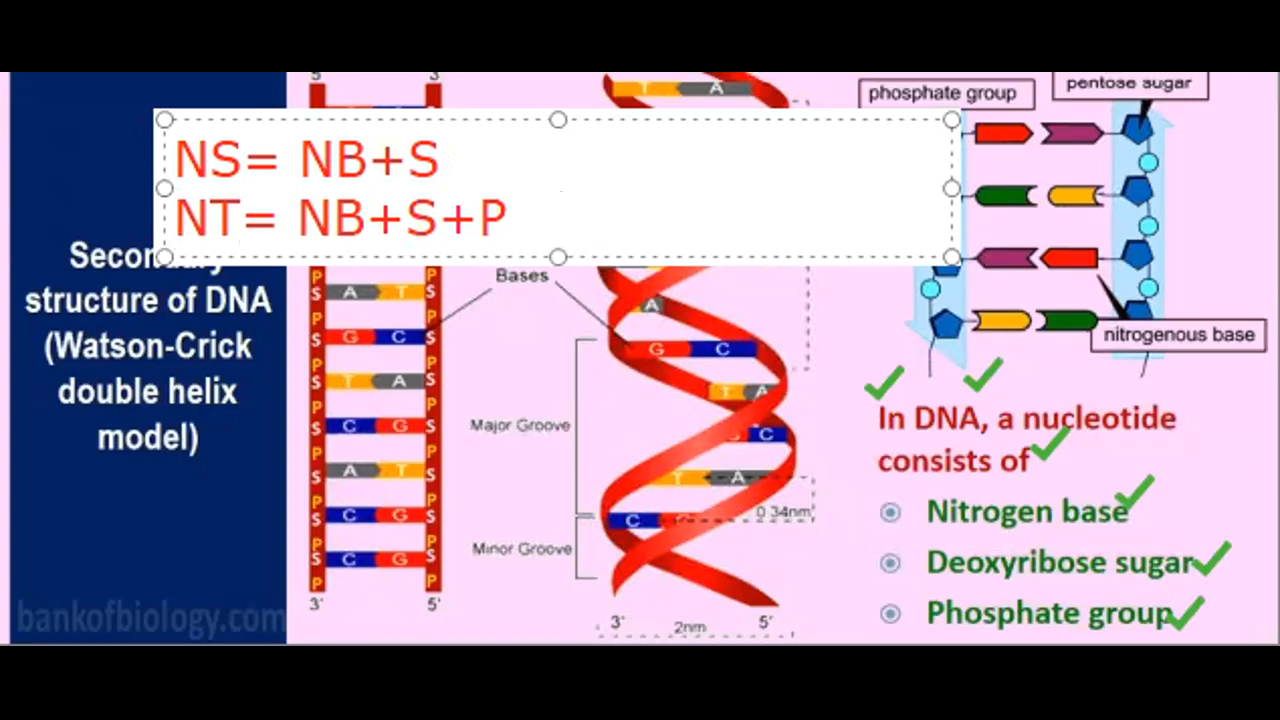 5'
3'
T A
phosphate group
pentose sugar
NS= NB+S
NT= NB+S+P
Secondary
structure of DNA
(Watson-Crick
double helix
model)
bankofbiology.com
P
S A T S
P
S G C S
P
S T A S
P
S C G S
P
S A T S
P
S C G S
P
S C G S
P P
3' 5'
Bases
A
G C
T A
C
T A
C
Major Groove
Minor Groove
0.34nm
3' 5'
2nm
nitrogenous base
In DNA, a nucleotide
consists of
Nitrogen base
Deoxyribose sugar
Phosphate group